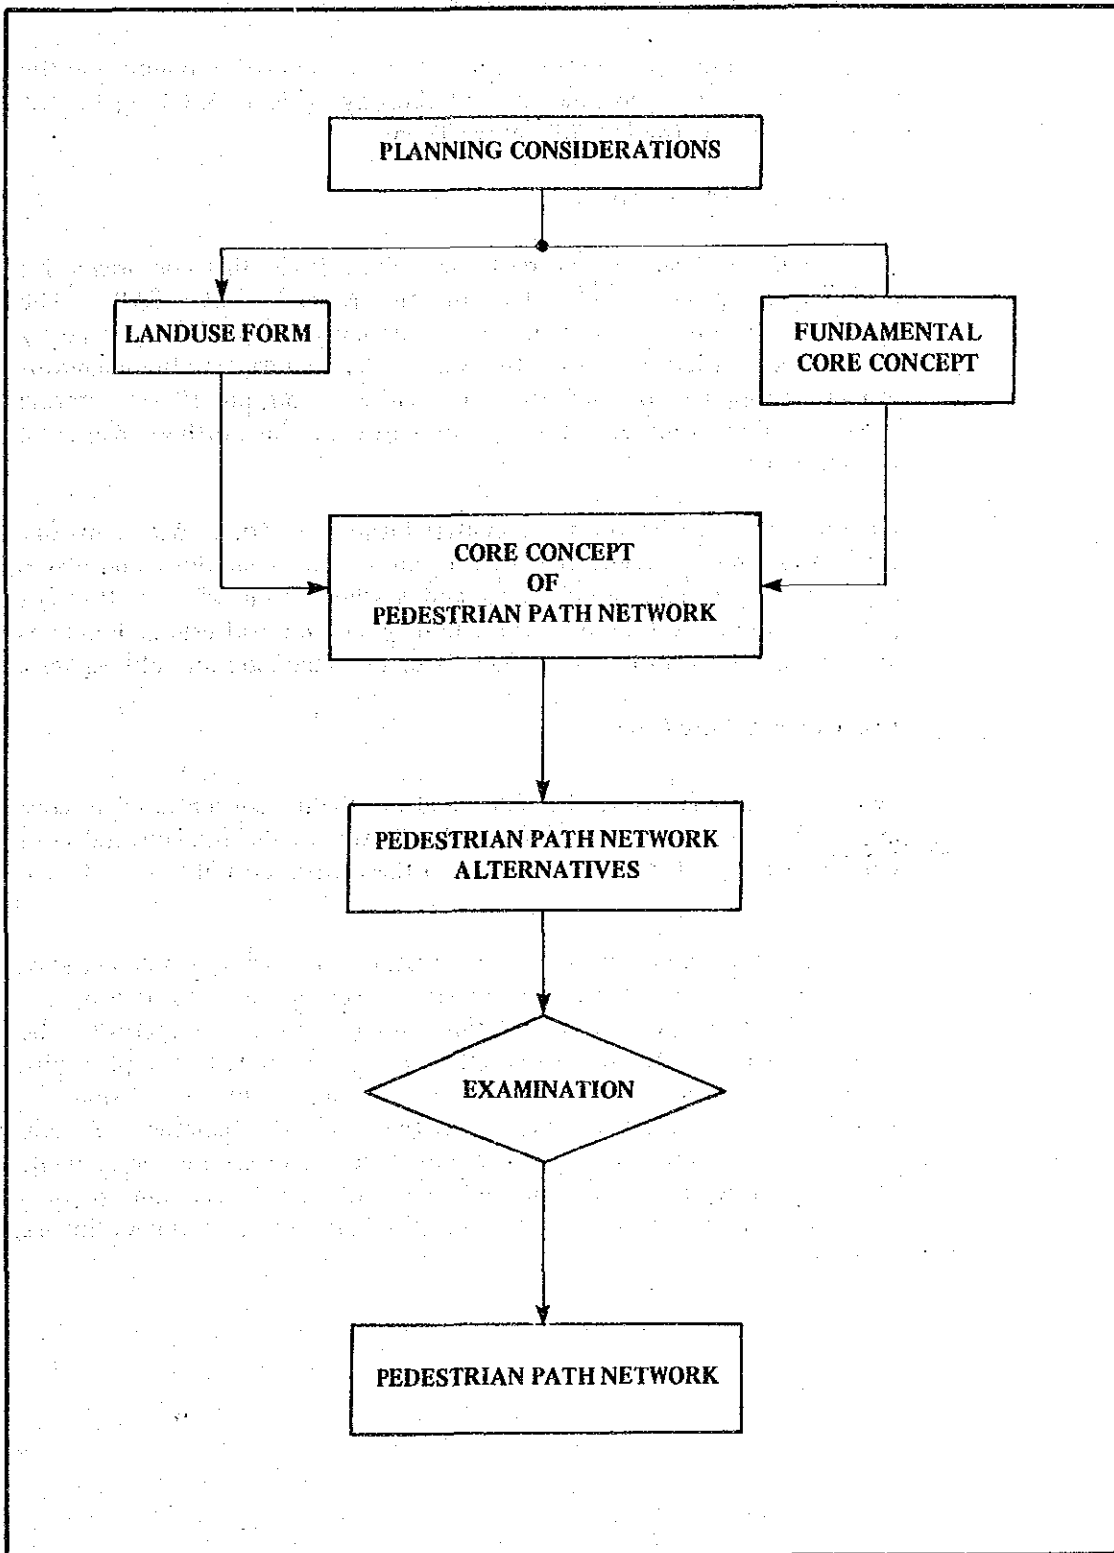 PLANNING CONSIDERATIONS
LANDUSE FORM
FUNDAMENTAL
CORE CONCEPT
CORE CONCEPT
OF
PEDESTRIAN PATH NETWORK
PEDESTRIAN PATH NETWORK
ALTERNATIVES
EXAMINATION
PEDESTRIAN PATH NETWORK